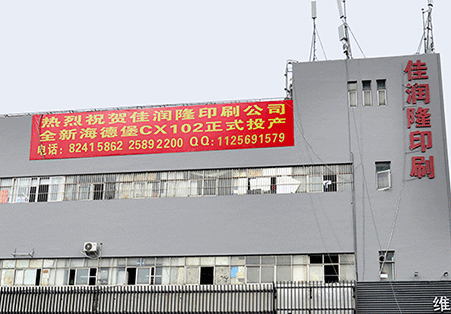 热烈祝贺佳润隆印刷公司
全新海德堡CX102正式投产
电话：82415862 25892200 QQ:1125691579
佳润隆印刷
维